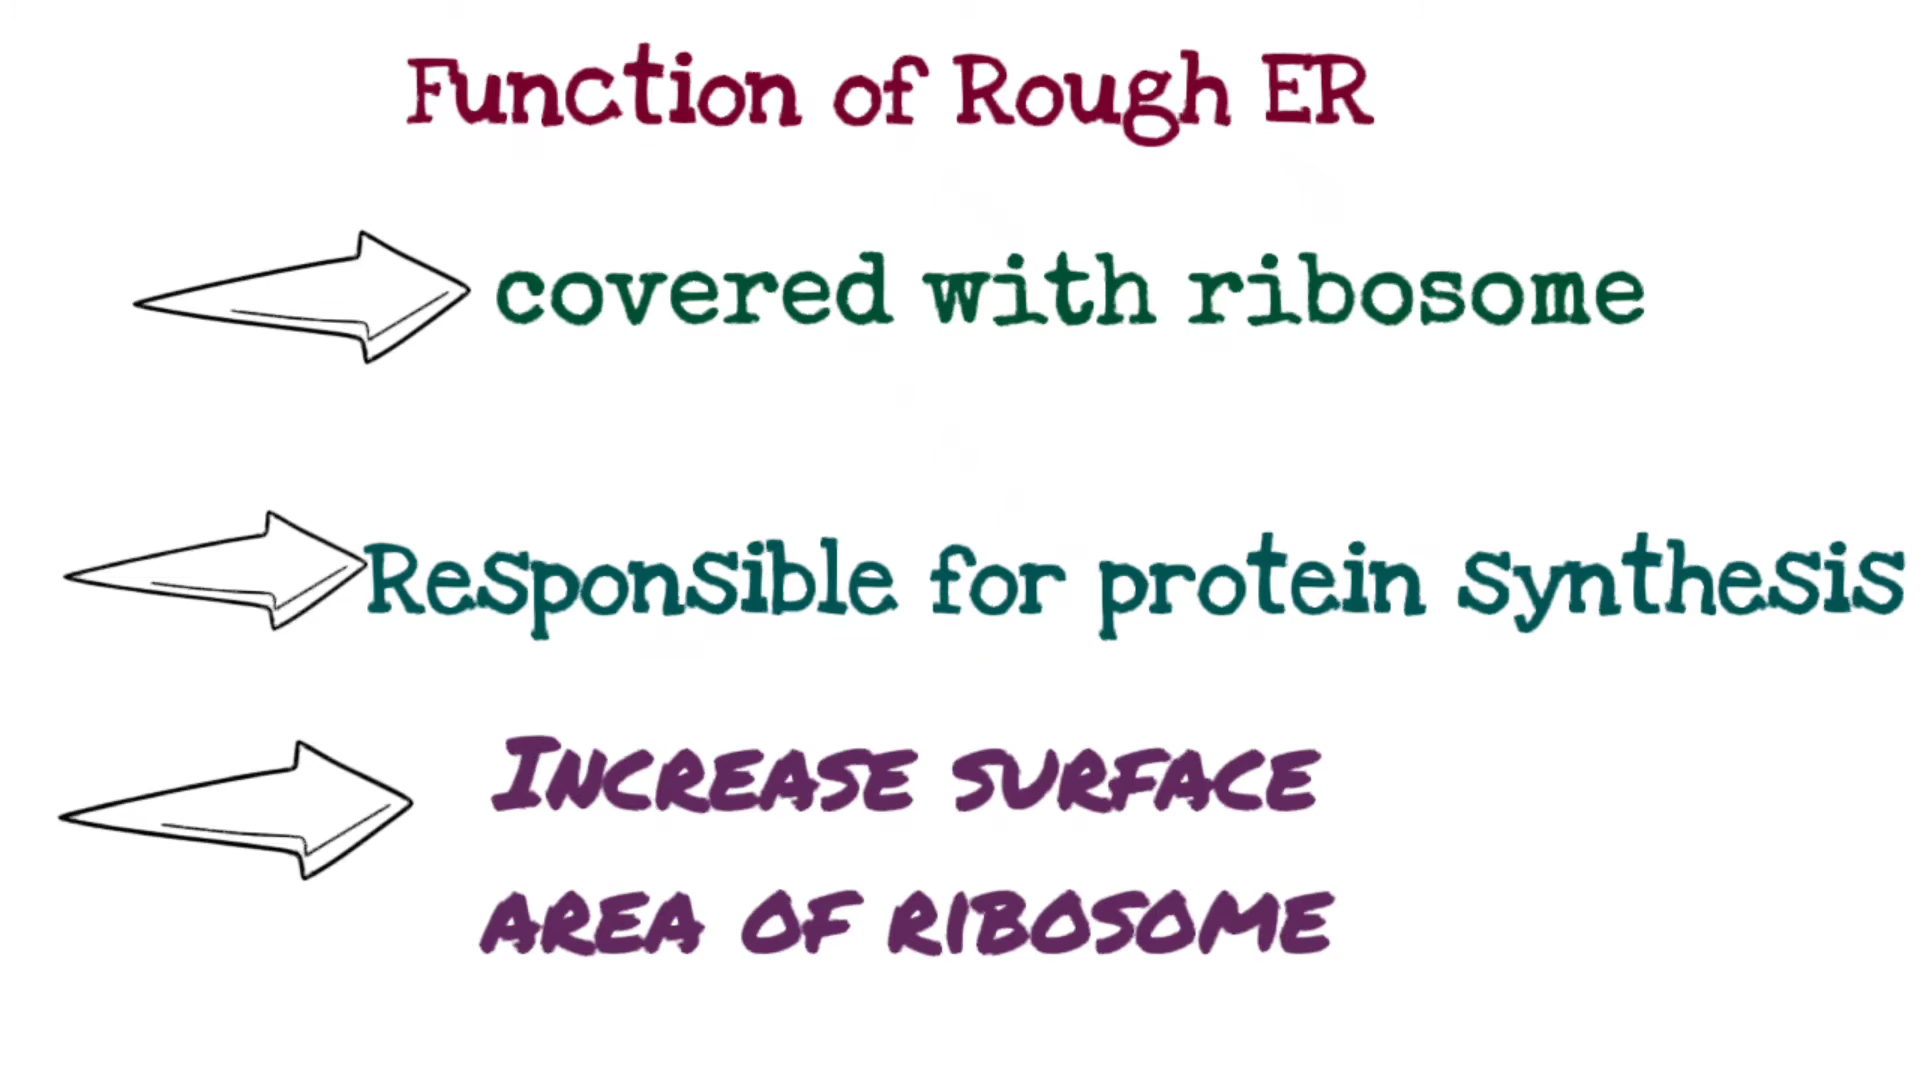 Function of Rough ER
covered with ribosome
Responsible for protein synthesis
INCREASE SURFACE
AREA OF RIBOSOME